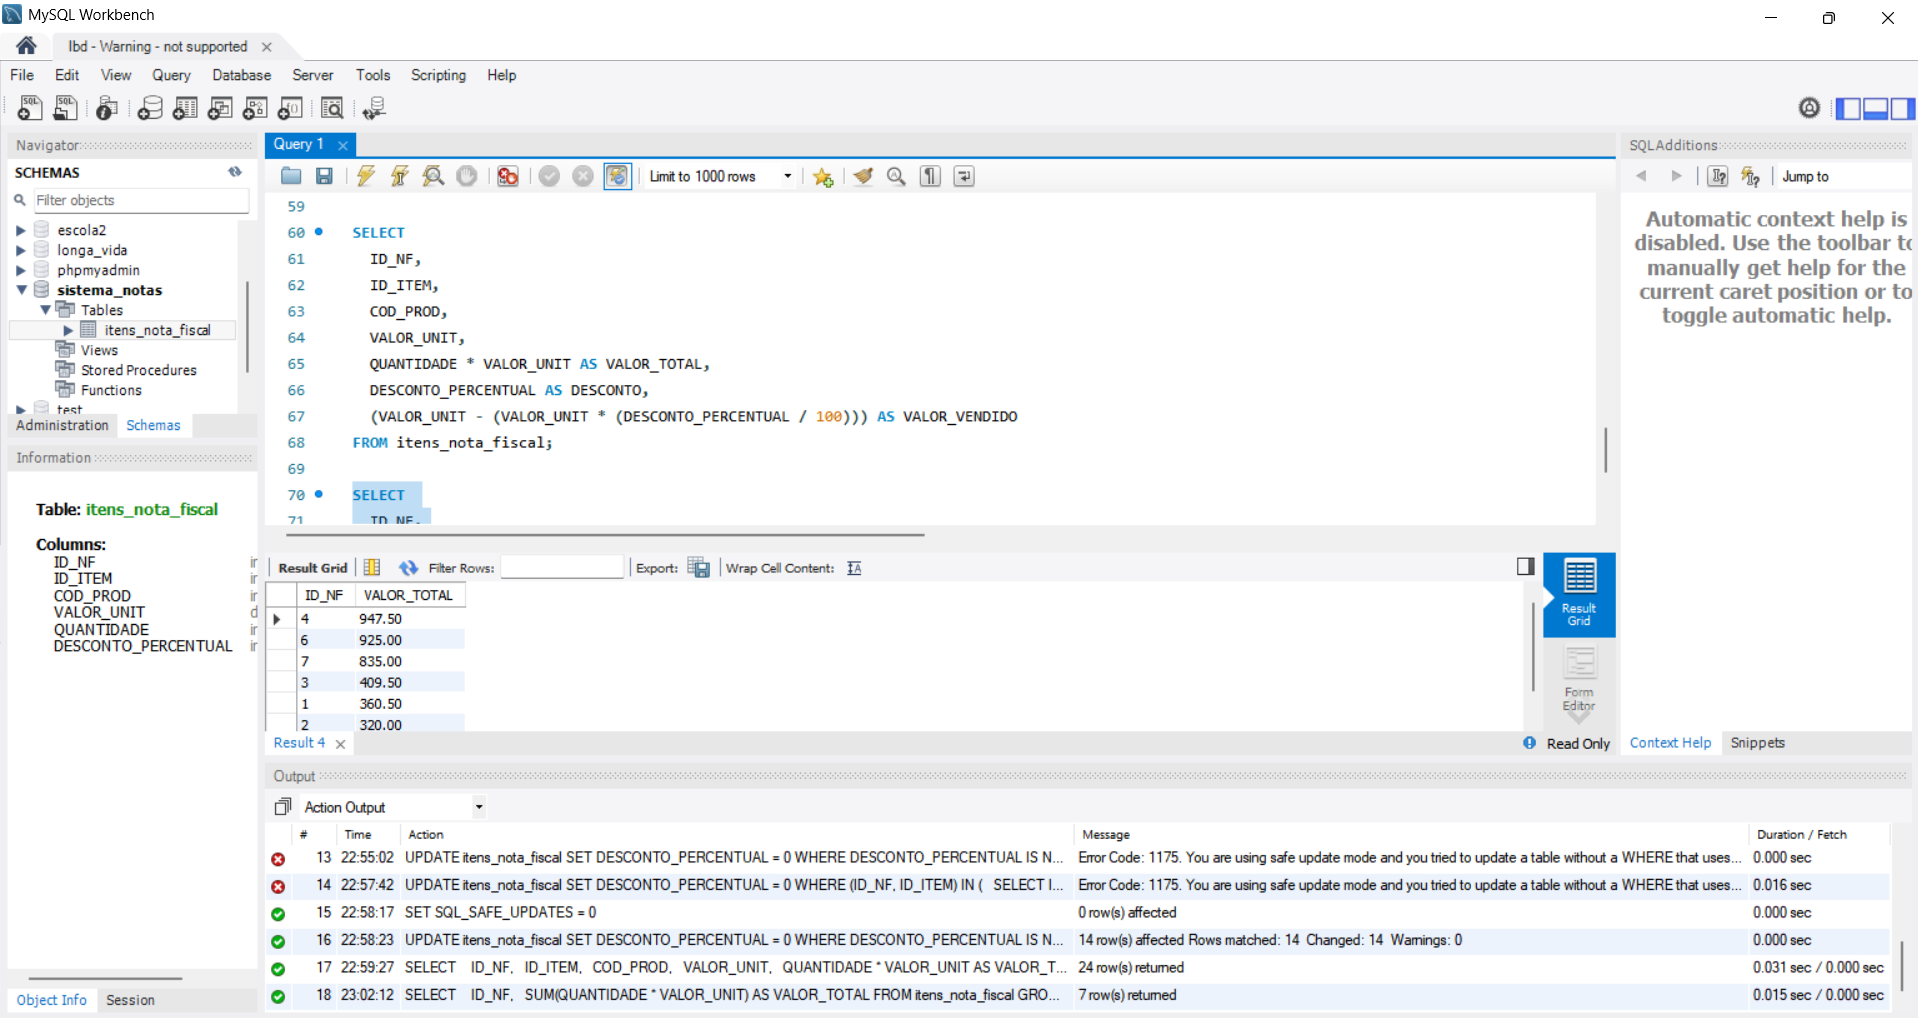 MySQL Workbench
lbd - Warning - not supported
File Edit View Query Database Server Tools Scripting Help
Navigator
SCHEMAS
Filter objects
escola2
longa_vida
phpmyadmin
sistema_notas
Tables
itens_nota_fiscal
Views
Stored Procedures
Functions
test
Administration Schemas
Information
Table: itens_nota_fiscal
Columns:
ID_NF
ID_ITEM
COD_PROD
VALOR_UNIT
QUANTIDADE
DESCONTO_PERCENTUAL
Query 1
Limit to 1000 rows
59
60 SELECT
61 ID_NF,
62 ID_ITEM,
63 COD_PROD,
64 VALOR_UNIT,
65 QUANTIDADE * VALOR_UNIT AS VALOR_TOTAL,
66 DESCONTO_PERCENTUAL AS DESCONTO,
67 (VALOR_UNIT - (VALOR_UNIT * (DESCONTO_PERCENTUAL / 100))) AS VALOR_VENDIDO
68 FROM itens_nota_fiscal;
69
70 SELECT
71 ID_NF,
Result Grid Filter Rows: Export: Wrap Cell Content:
ID_NF VALOR_TOTAL
4 947.50
6 925.00
7 835.00
3 409.50
1 360.50
2 320.00
Result Grid
Form Editor
Result 4
Read Only
SQLAdditions
Jump to
Automatic context help is
disabled. Use the toolbar to
manually get help for the
current caret position or to
toggle automatic help.
Context Help Snippets
Output
Action Output
# Time Action Message Duration / Fetch
13 22:55:02 UPDATE itens_nota_fiscal SET DESCONTO_PERCENTUAL = 0 WHERE DESCONTO_PERCENTUAL IS N... Error Code: 1175. You are using safe update mode and you tried to update a table without a WHERE that uses... 0.000 sec
14 22:57:42 UPDATE itens_nota_fiscal SET DESCONTO_PERCENTUAL = 0 WHERE (ID_NF, ID_ITEM) IN ( SELECT I... Error Code: 1175. You are using safe update mode and you tried to update a table without a WHERE that uses... 0.016 sec
15 22:58:17 SET SQL_SAFE_UPDATES = 0 0 row(s) affected 0.000 sec
16 22:58:23 UPDATE itens_nota_fiscal SET DESCONTO_PERCENTUAL = 0 WHERE DESCONTO_PERCENTUAL IS N... 14 row(s) affected Rows matched: 14 Changed: 14 Warnings: 0 0.000 sec
17 22:59:27 SELECT ID_NF, ID_ITEM, COD_PROD, VALOR_UNIT, QUANTIDADE * VALOR_UNIT AS VALOR_T... 24 row(s) returned 0.031 sec / 0.000 sec
18 23:02:12 SELECT ID_NF, SUM(QUANTIDADE * VALOR_UNIT) AS VALOR_TOTAL FROM itens_nota_fiscal GRO... 7 row(s) returned 0.015 sec / 0.000 sec
Object Info Session